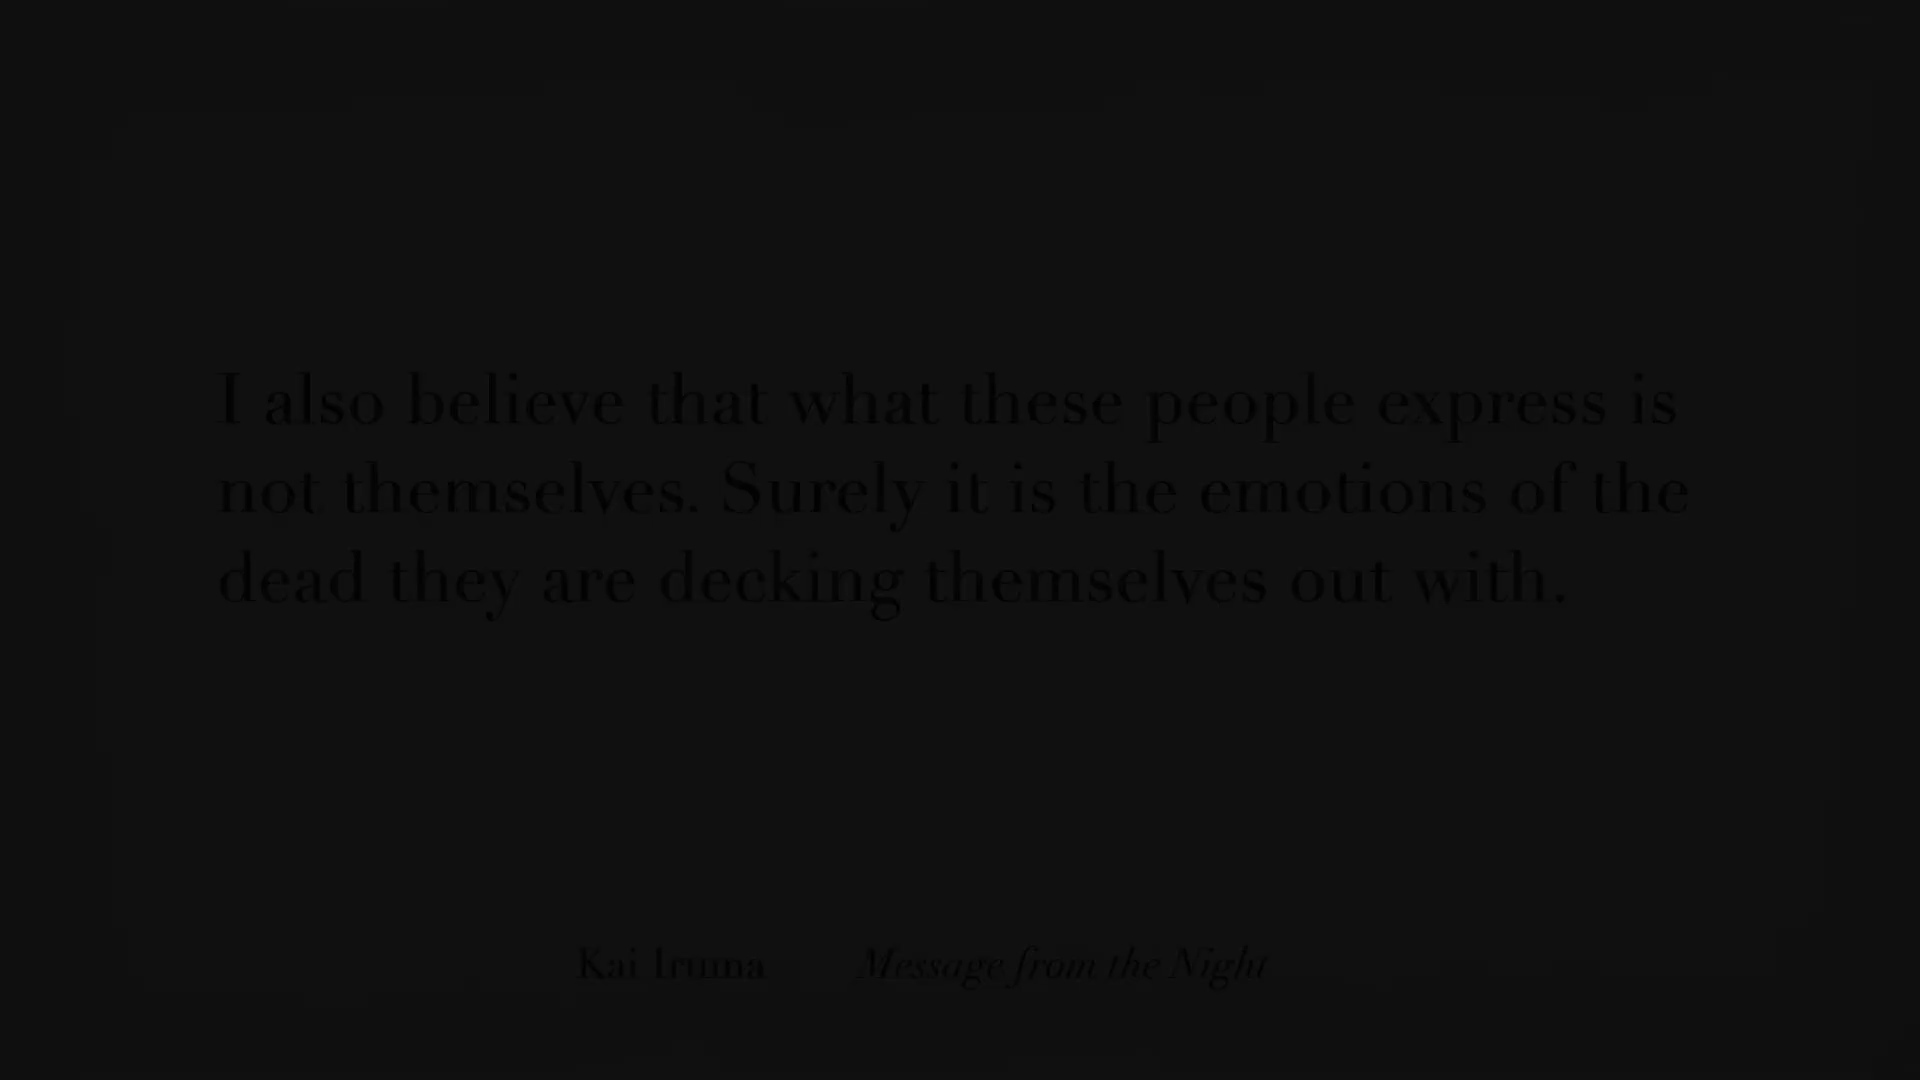 I also believe that what these people express is
not themselves. Surely it is the emotions of the
dead they are decking themselves out with.
Kai Iruma Message from the Night